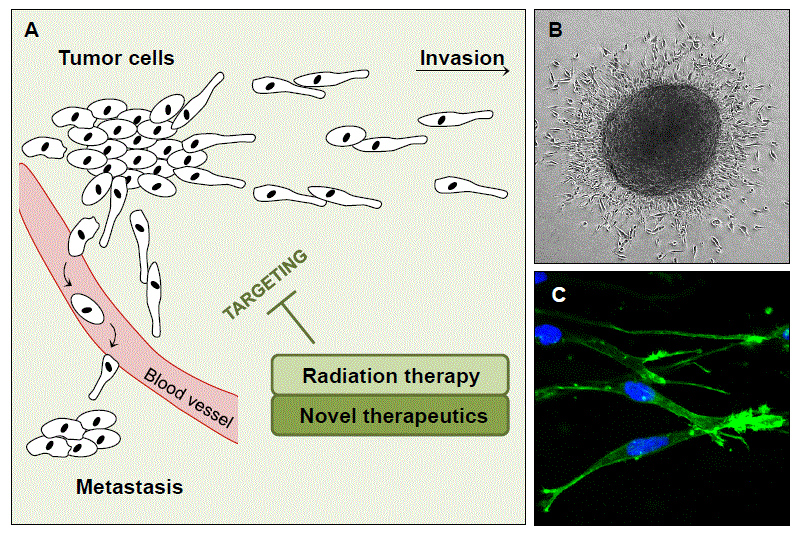 A
Tumor cells
Invasion
TARGETING
Radiation therapy
Novel therapeutics
Blood vessel
Metastasis
B
C